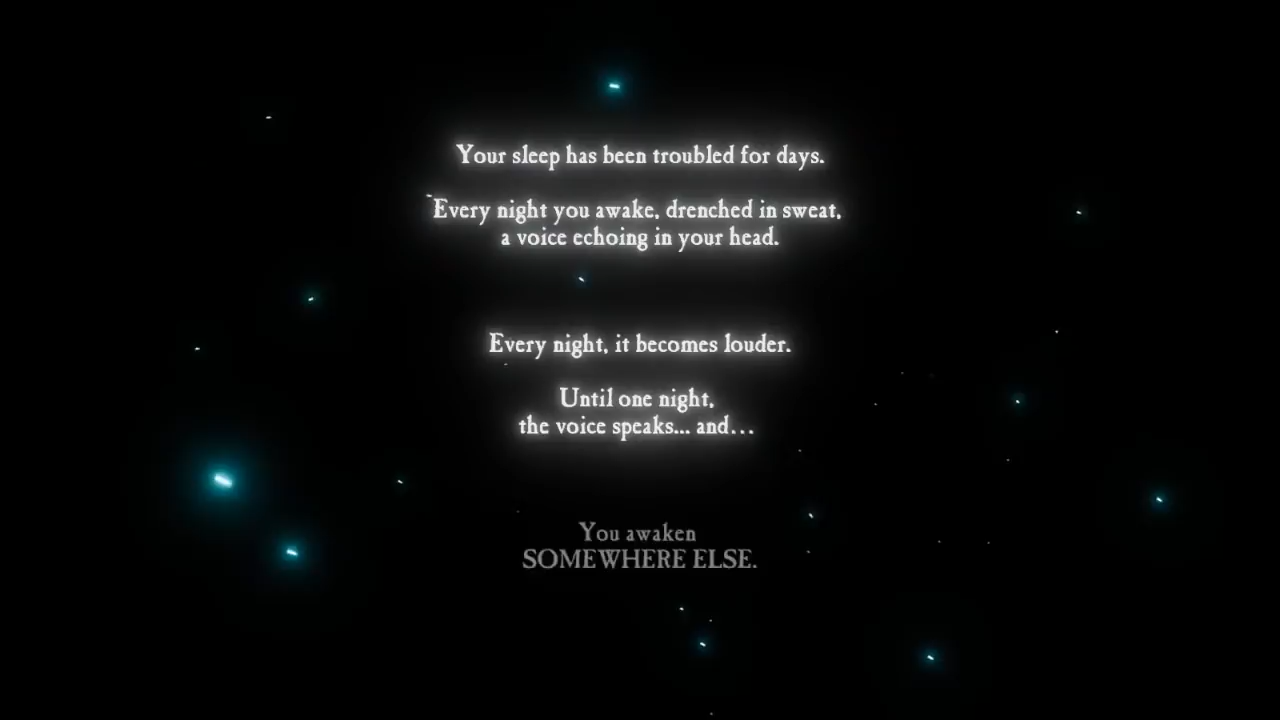 Your sleep has been troubled for days.
Every night you awake, drenched in sweat,
a voice echoing in your head.
Every night, it becomes louder.
Until one night,
the voice speaks... and...
You awaken
SOMEWHERE ELSE.